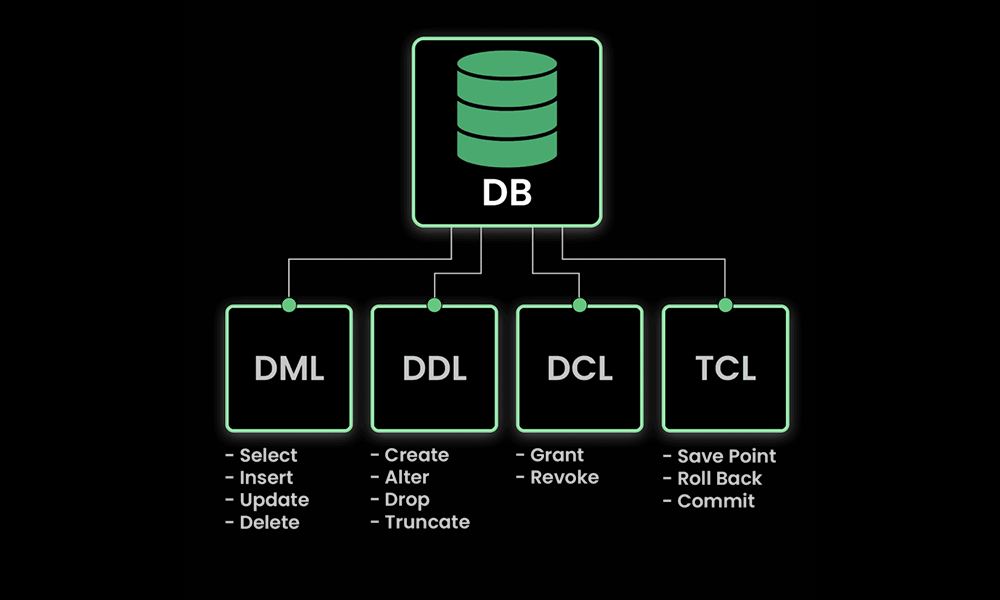 DB
DML
DDL
DCL
TCL
- Select
- Insert
- Update
- Delete
- Create
- Alter
- Drop
- Truncate
- Grant
- Revoke
- Save Point
- Roll Back
- Commit